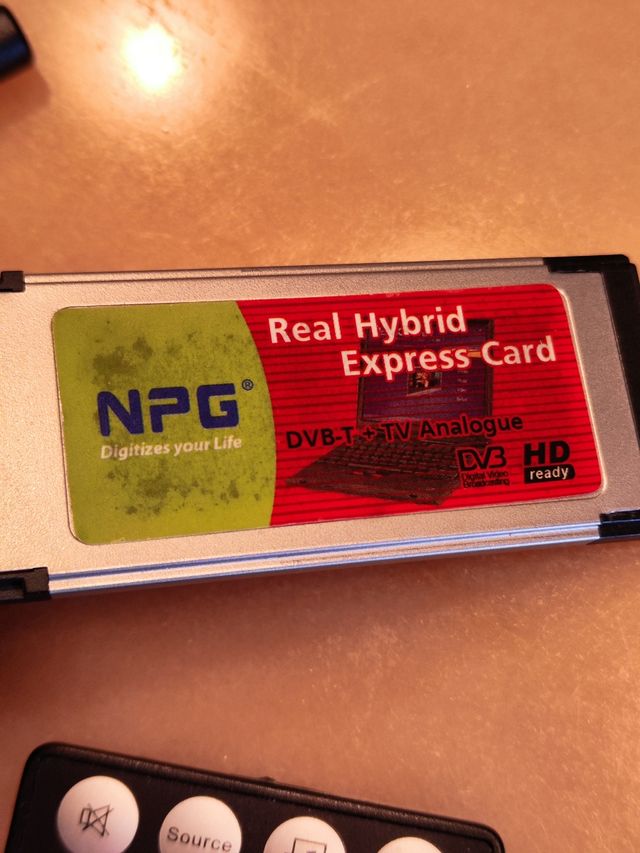 Real Hybrid
Express Card
NPG®
Digitizes your Life
DVB-T + TV Analogue
DVB
Digital Video
Broadcasting
HD
ready
Source